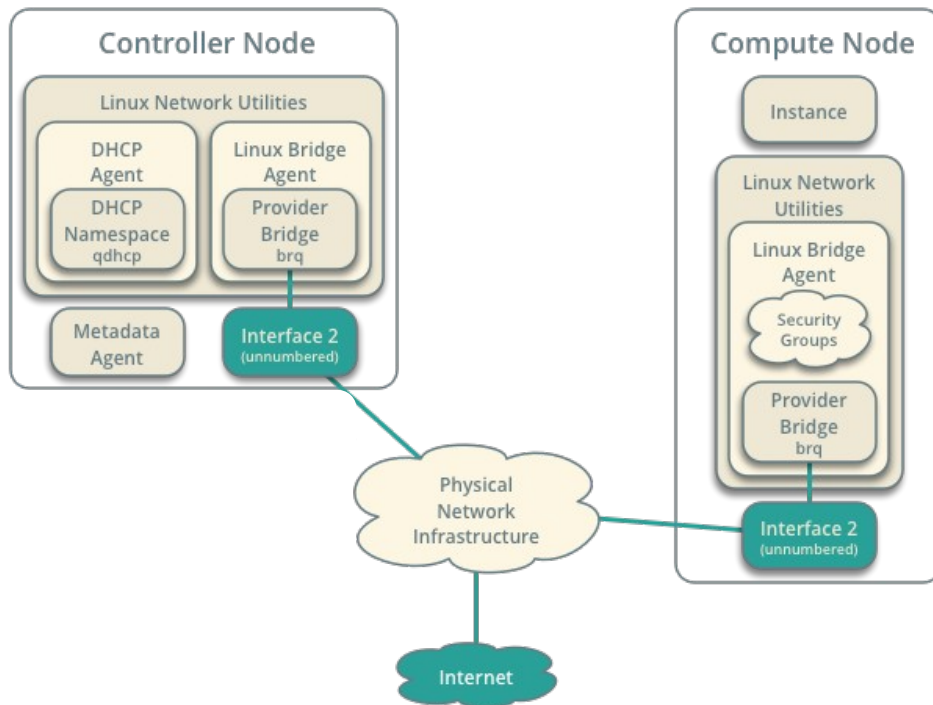 Controller Node
Linux Network Utilities
DHCP
Agent
DHCP
Namespace
qdhcp
Linux Bridge
Agent
Provider
Bridge
brq
Metadata
Agent
Interface 2
(unnumbered)
Physical
Network
Infrastructure
Internet
Compute Node
Instance
Linux Network
Utilities
Linux Bridge
Agent
Security
Groups
Provider
Bridge
brq
Interface 2
(unnumbered)